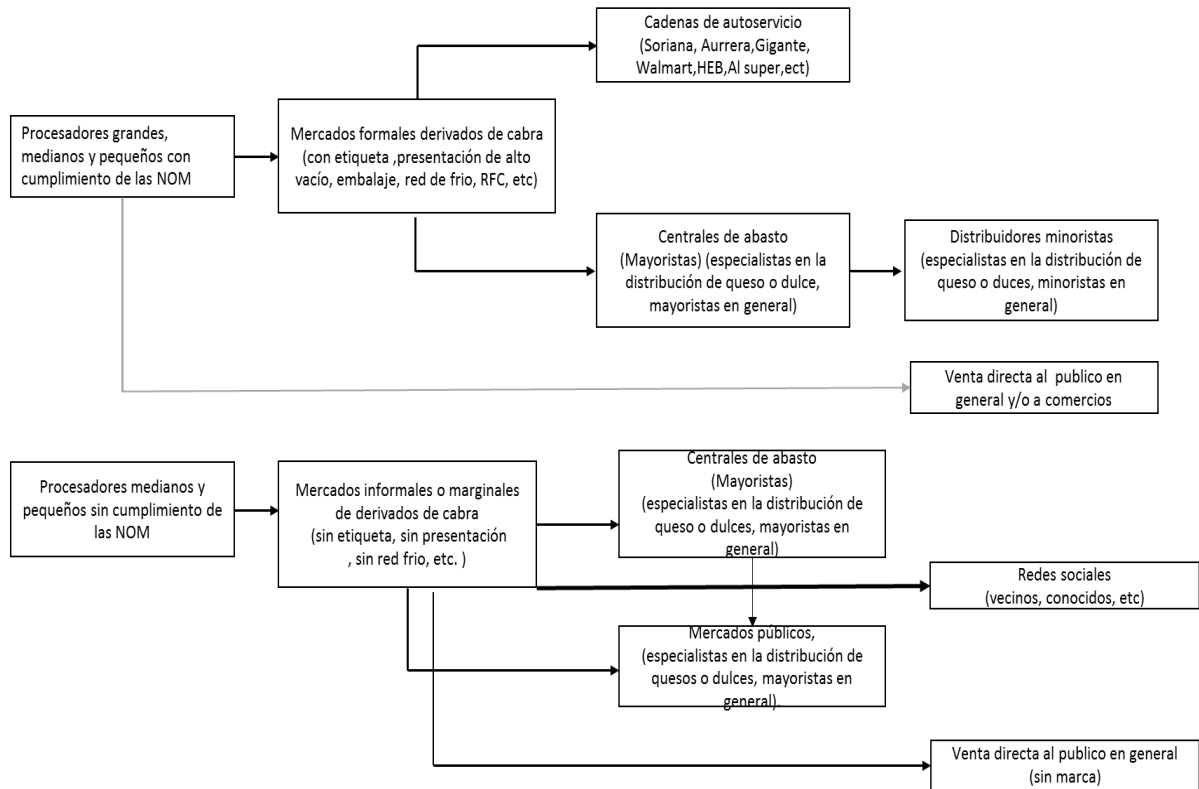 Cadenas de autoservicio
(Soriana, Aurrera,Gigante,
Walmart,HEB,Al super,ect)
Procesadores grandes,
medianos y pequeños con
cumplimiento de las NOM
Mercados formales derivados de cabra
(con etiqueta ,presentación de alto
vacío, embalaje, red de frio, RFC, etc)
Centrales de abasto
(Mayoristas) (especialistas en la
distribución de queso o dulce,
mayoristas en general)
Distribuidores minoristas
(especialistas en la distribución de
queso o duces, minoristas en
general)
Venta directa al publico en
general y/o a comercios
Procesadores medianos y
pequeños sin cumplimiento de
las NOM
Mercados informales o marginales
de derivados de cabra
(sin etiqueta, sin presentación
, sin red frio, etc. )
Centrales de abasto
(Mayoristas)
(especialistas en la distribución de
queso o dulces, mayoristas en
general)
Redes sociales
(vecinos, conocidos, etc)
Mercados públicos,
(especialistas en la distribución de
quesos o dulces, mayoristas en
general).
Venta directa al publico en general
(sin marca)